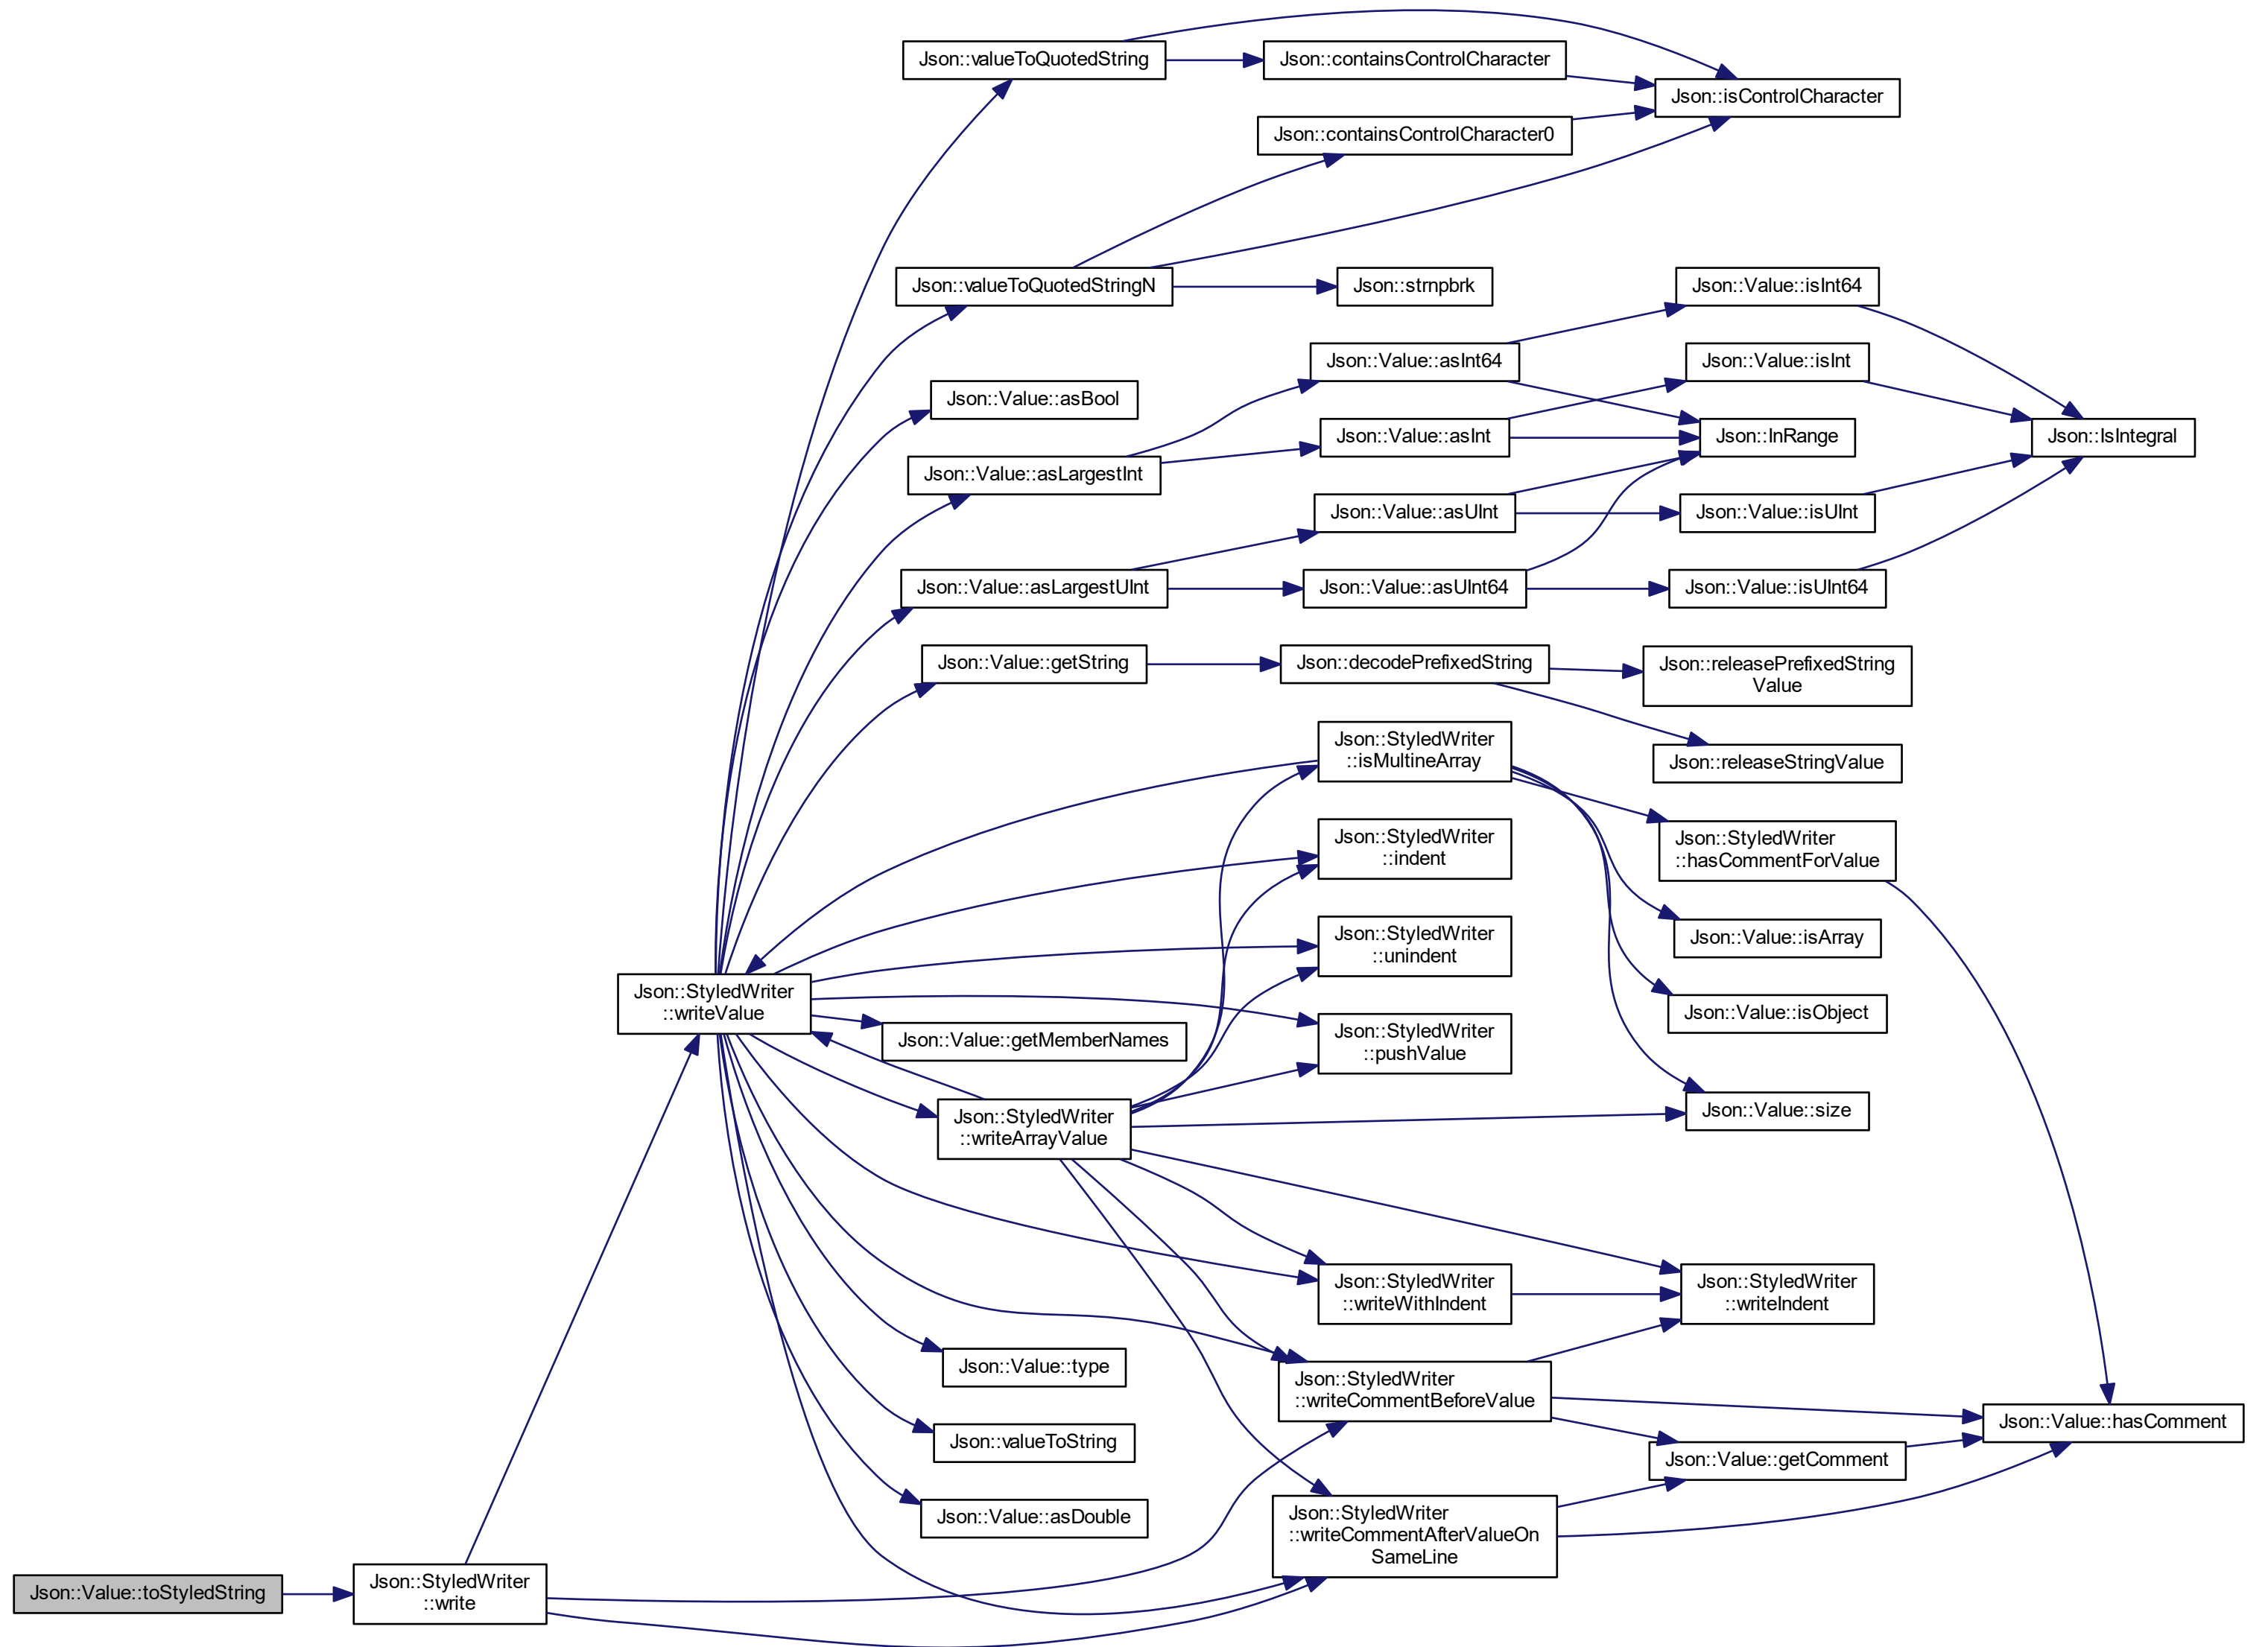 Json::valueToQuotedString
Json::containsControlCharacter
Json::isControlCharacter
Json::containsControlCharacter0
Json::valueToQuotedStringN
Json::strnpbrk
Json::Value::isInt64
Json::Value::asInt64
Json::Value::isInt
Json::Value::asBool
Json::Value::asInt
Json::InRange
Json::IsIntegral
Json::Value::asLargestInt
Json::Value::asUInt
Json::Value::isUInt
Json::Value::asLargestUInt
Json::Value::asUInt64
Json::Value::isUInt64
Json::Value::getString
Json::decodePrefixedString
Json::releasePrefixedString
Value
Json::StyledWriter
::isMultineArray
Json::releaseStringValue
Json::StyledWriter
::indent
Json::StyledWriter
::hasCommentForValue
Json::StyledWriter
::unindent
Json::Value::isArray
Json::StyledWriter
::writeValue
Json::Value::isObject
Json::Value::getMemberNames
Json::StyledWriter
::pushValue
Json::StyledWriter
::writeArrayValue
Json::Value::size
Json::StyledWriter
::writeWithIndent
Json::StyledWriter
::writeIndent
Json::Value::type
Json::StyledWriter
::writeCommentBeforeValue
Json::Value::hasComment
Json::valueToString
Json::Value::getComment
Json::Value::asDouble
Json::StyledWriter
::writeCommentAfterValueOn
SameLine
Json::Value::toStyledString
Json::StyledWriter
::write